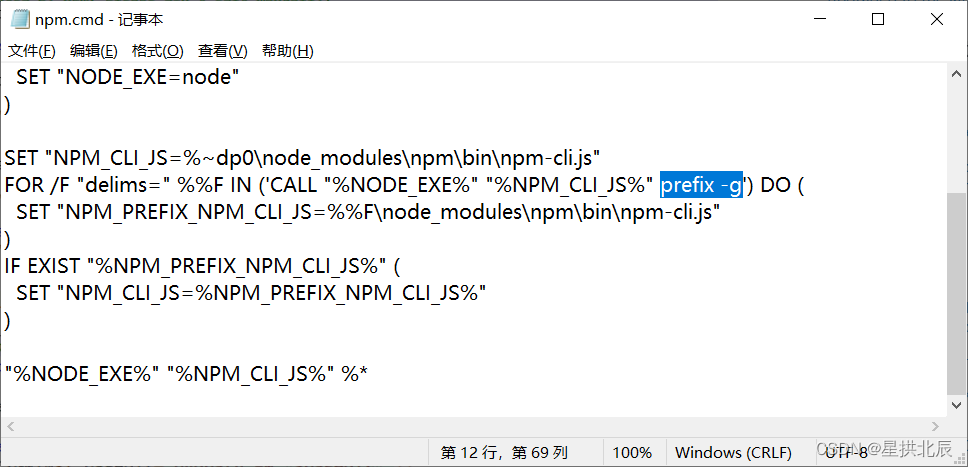 npm.cmd - 记事本
文件(F) 编辑(E) 格式(O) 查看(V) 帮助(H)
SET "NODE_EXE=node"
)
SET "NPM_CLI_JS=%~dp0\node_modules\npm\bin\npm-cli.js"
FOR /F "delims=" %%F IN ('CALL "%NODE_EXE%" "%NPM_CLI_JS%" prefix -g') DO (
SET "NPM_PREFIX_NPM_CLI_JS=%%F\node_modules\npm\bin\npm-cli.js"
)
IF EXIST "%NPM_PREFIX_NPM_CLI_JS%" (
SET "NPM_CLI_JS=%NPM_PREFIX_NPM_CLI_JS%"
)
"%NODE_EXE%" "%NPM_CLI_JS%" %*
第 12 行，第 69 列 100% Windows (CRLF) UTF-8
CSDN @星拱北辰